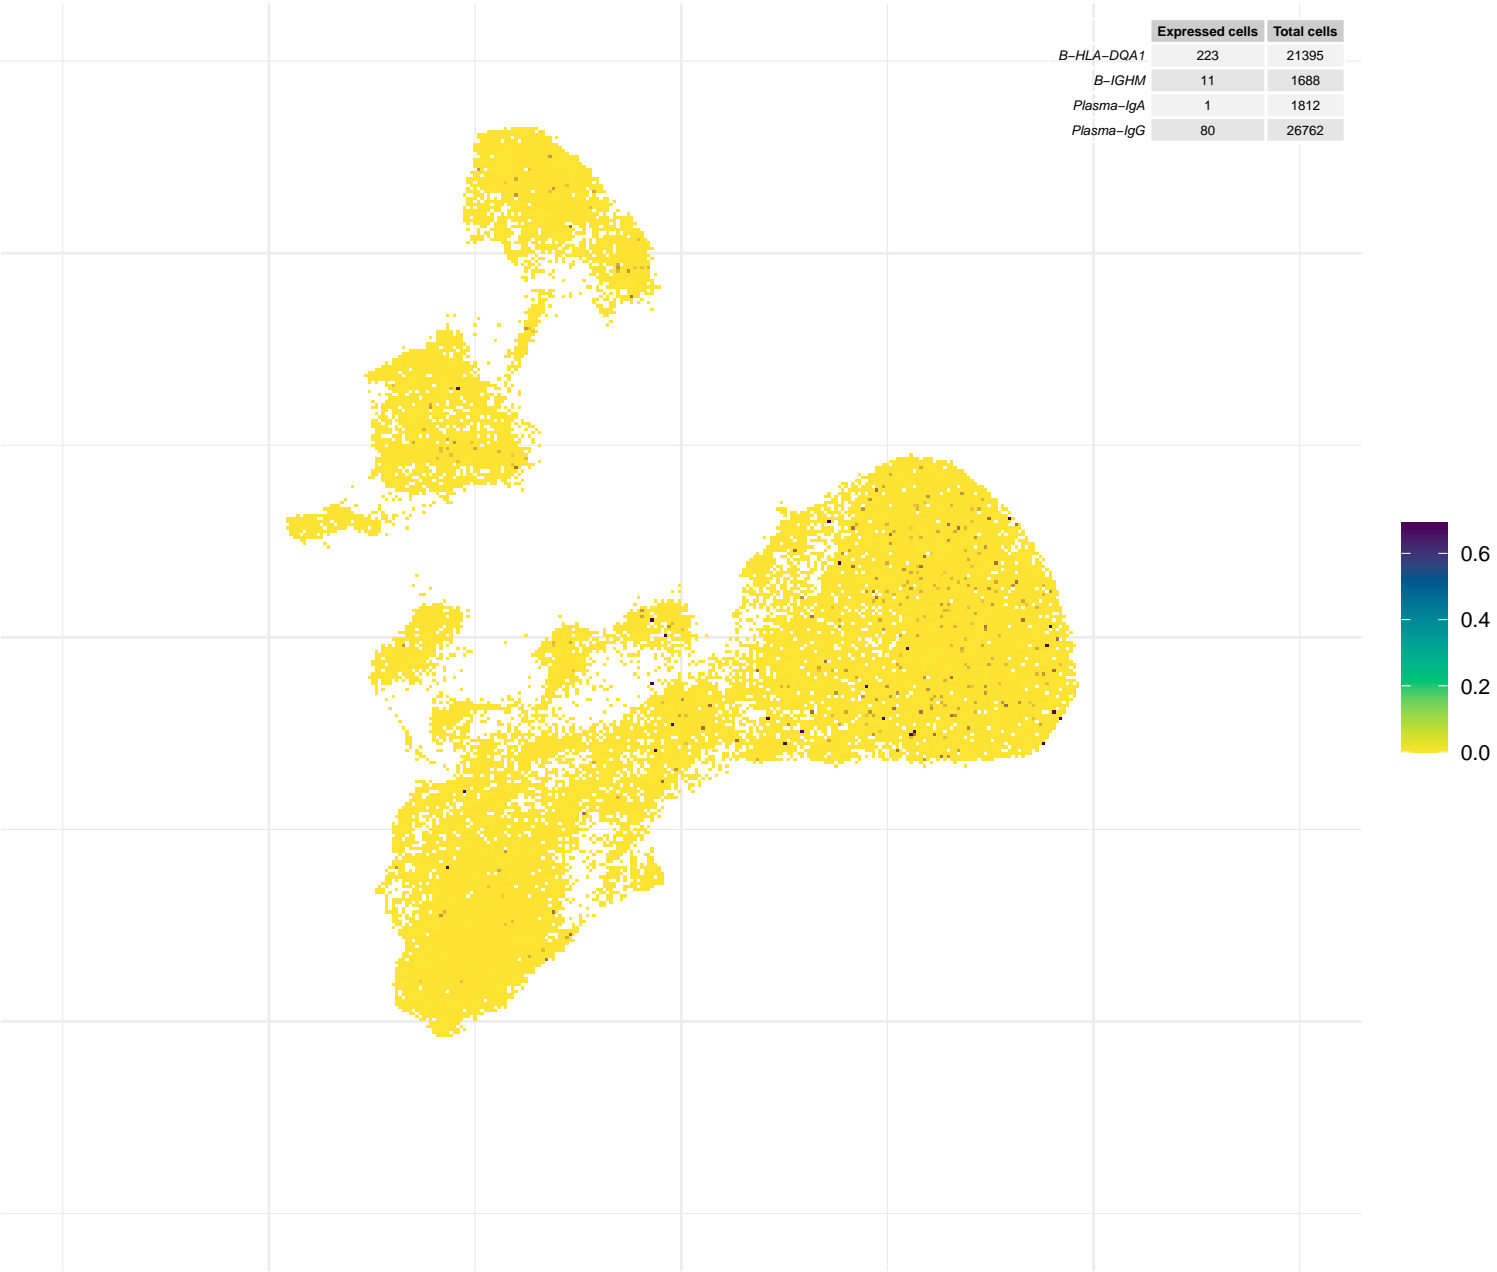 Expressed cells Total cells
B−HLA−DQA1 223 21395
B−IGHM 11 1688
Plasma−IgA 1 1812
Plasma−IgG 80 26762
0.6
0.4
0.2
0.0